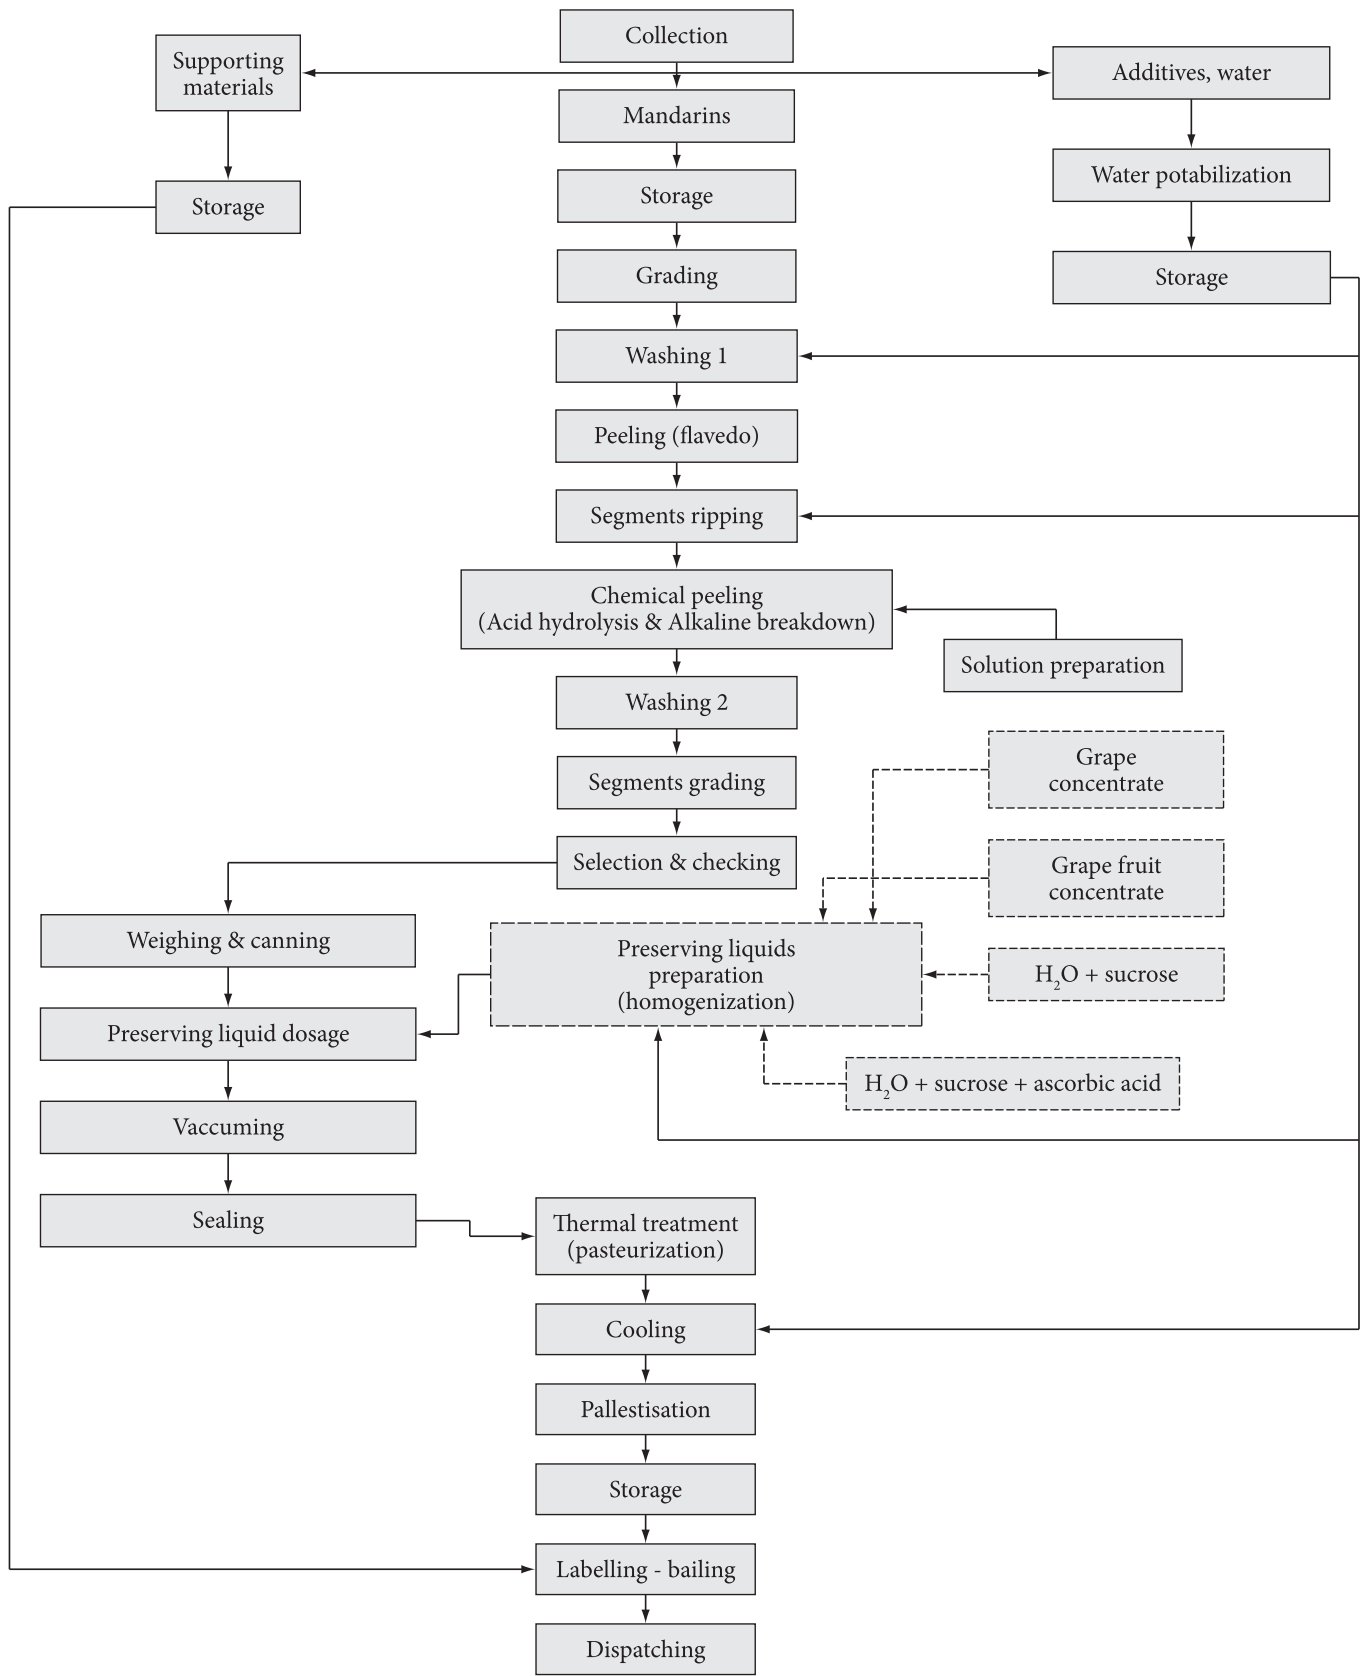 Collection
Supporting
materials
Additives, water
Mandarins
Water potabilization
Storage
Storage
Grading
Storage
Washing 1
Peeling (flavedo)
Segments ripping
Chemical peeling
(Acid hydrolysis & Alkaline breakdown)
Solution preparation
Washing 2
Segments grading
Grape
concentrate
Selection & checking
Grape fruit
concentrate
Weighing & canning
Preserving liquids
preparation
(homogenization)
H₂O + sucrose
Preserving liquid dosage
H₂O + sucrose + ascorbic acid
Vaccuming
Sealing
Thermal treatment
(pasteurization)
Cooling
Pallestisation
Storage
Labelling - bailing
Dispatching